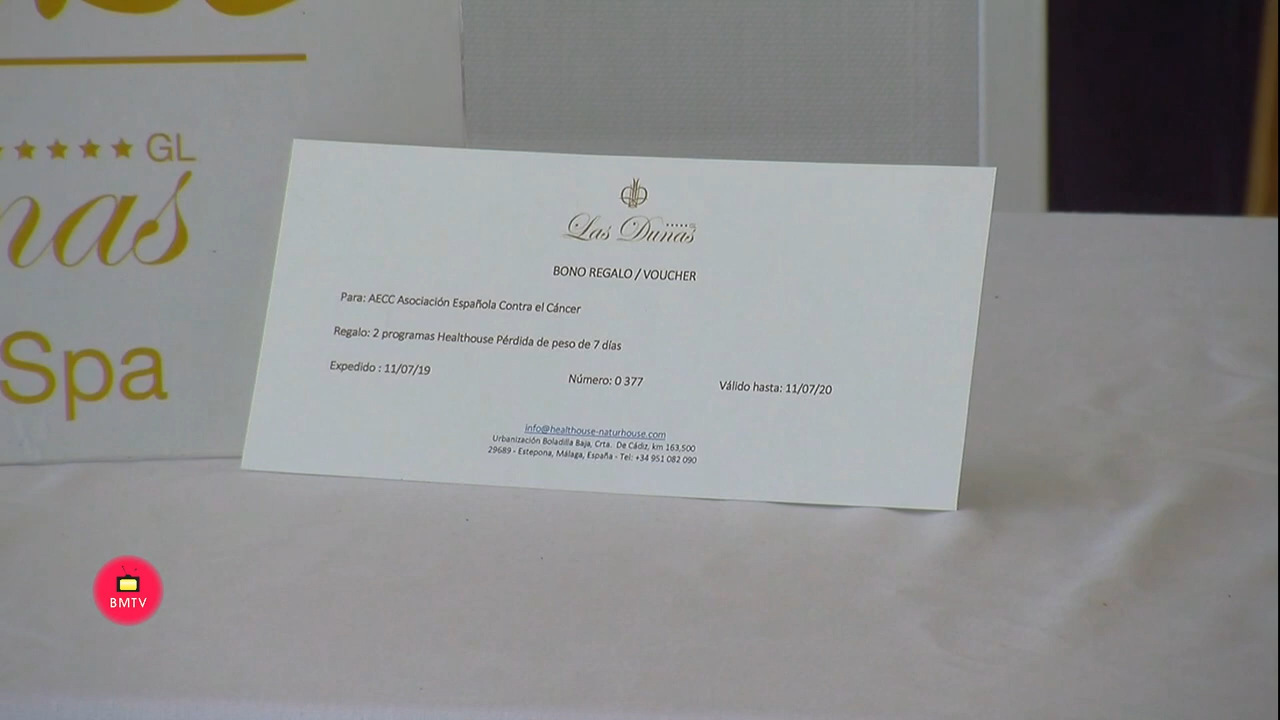 GL
Spa
Las Dunas
BONO REGALO / VOUCHER
Para: AECC Asociación Española Contra el Cáncer
Regalo: 2 programas Healthouse Pérdida de peso de 7 días
Expedido : 11/07/19 Número: 0 377 Válido hasta: 11/07/20
info@healthouse-naturhouse.com
Urbanización Boladilla Baja, Crta. De Cádiz, km 163,500
29689 - Estepona, Málaga, España - Tel: +34 951 082 090
BMTV